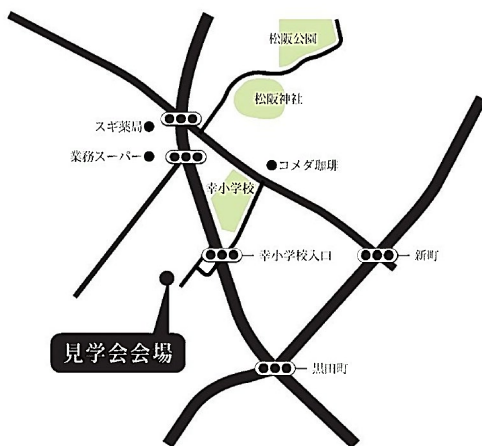 松阪公園
松阪神社
スギ薬局
業務スーパー
コメダ珈琲
幸小学校
幸小学校入口
新町
見学会会場
黒田町